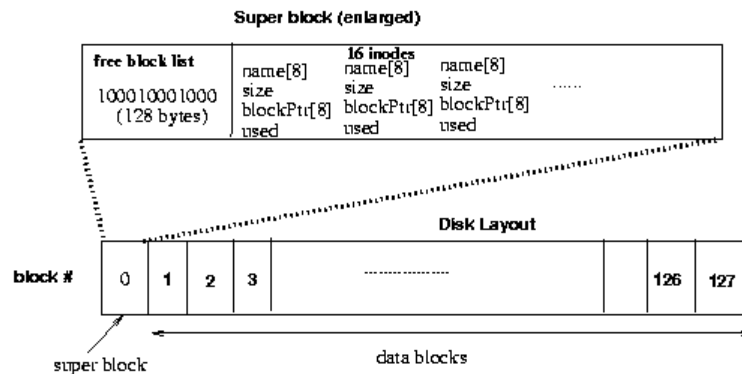 Super block (enlarged)
free block list
16 inodes
100010001000
(128 bytes)
name[8]
size
blockPtr[8]
used
name[8]
size
blockPtr[8]
used
name[8]
size
blockPtr[8]
used
......
Disk Layout
block #
0
1
2
3
--------------------
126
127
super block
data blocks